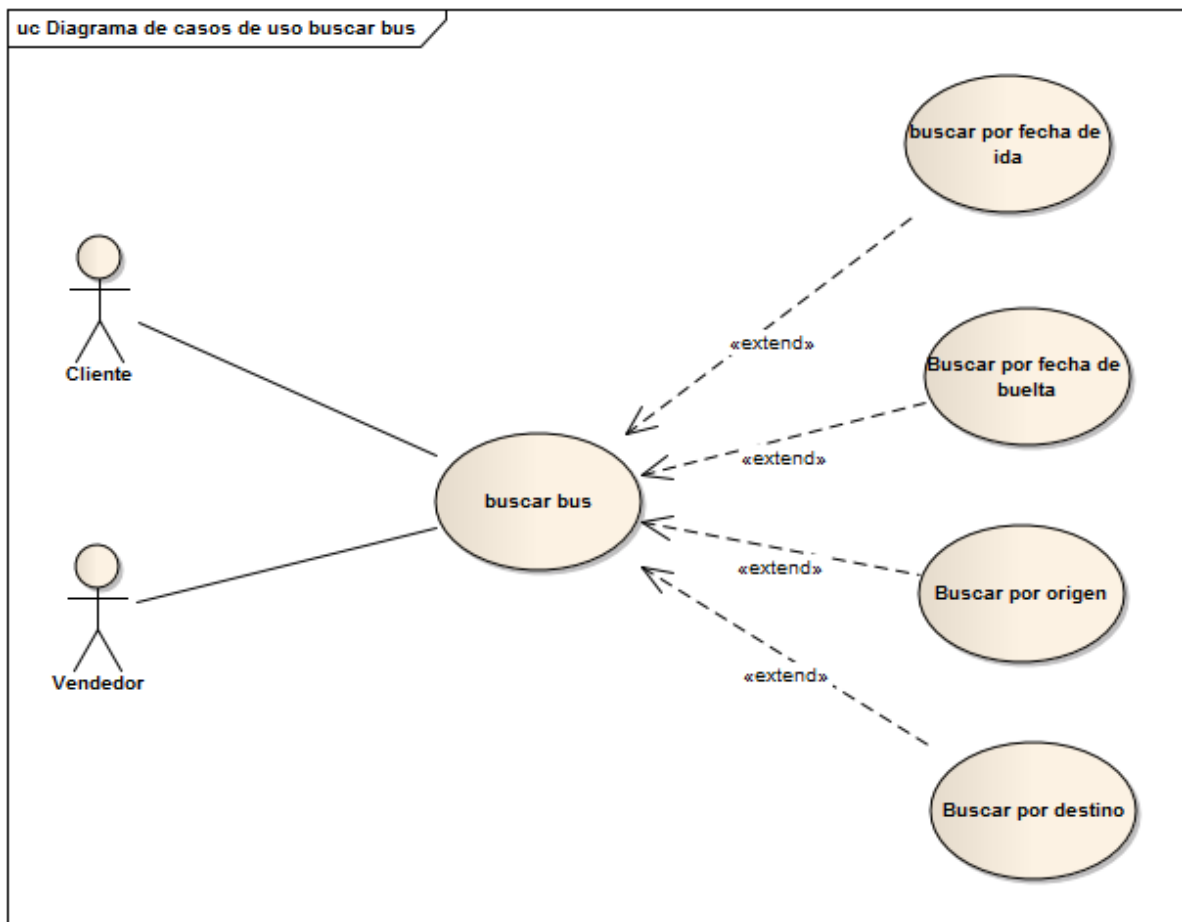 uc Diagrama de casos de uso buscar bus
buscar por fecha de
ida
Cliente
«extend»
Buscar por fecha de
buelta
«extend»
buscar bus
«extend»
Buscar por origen
Vendedor
«extend»
Buscar por destino